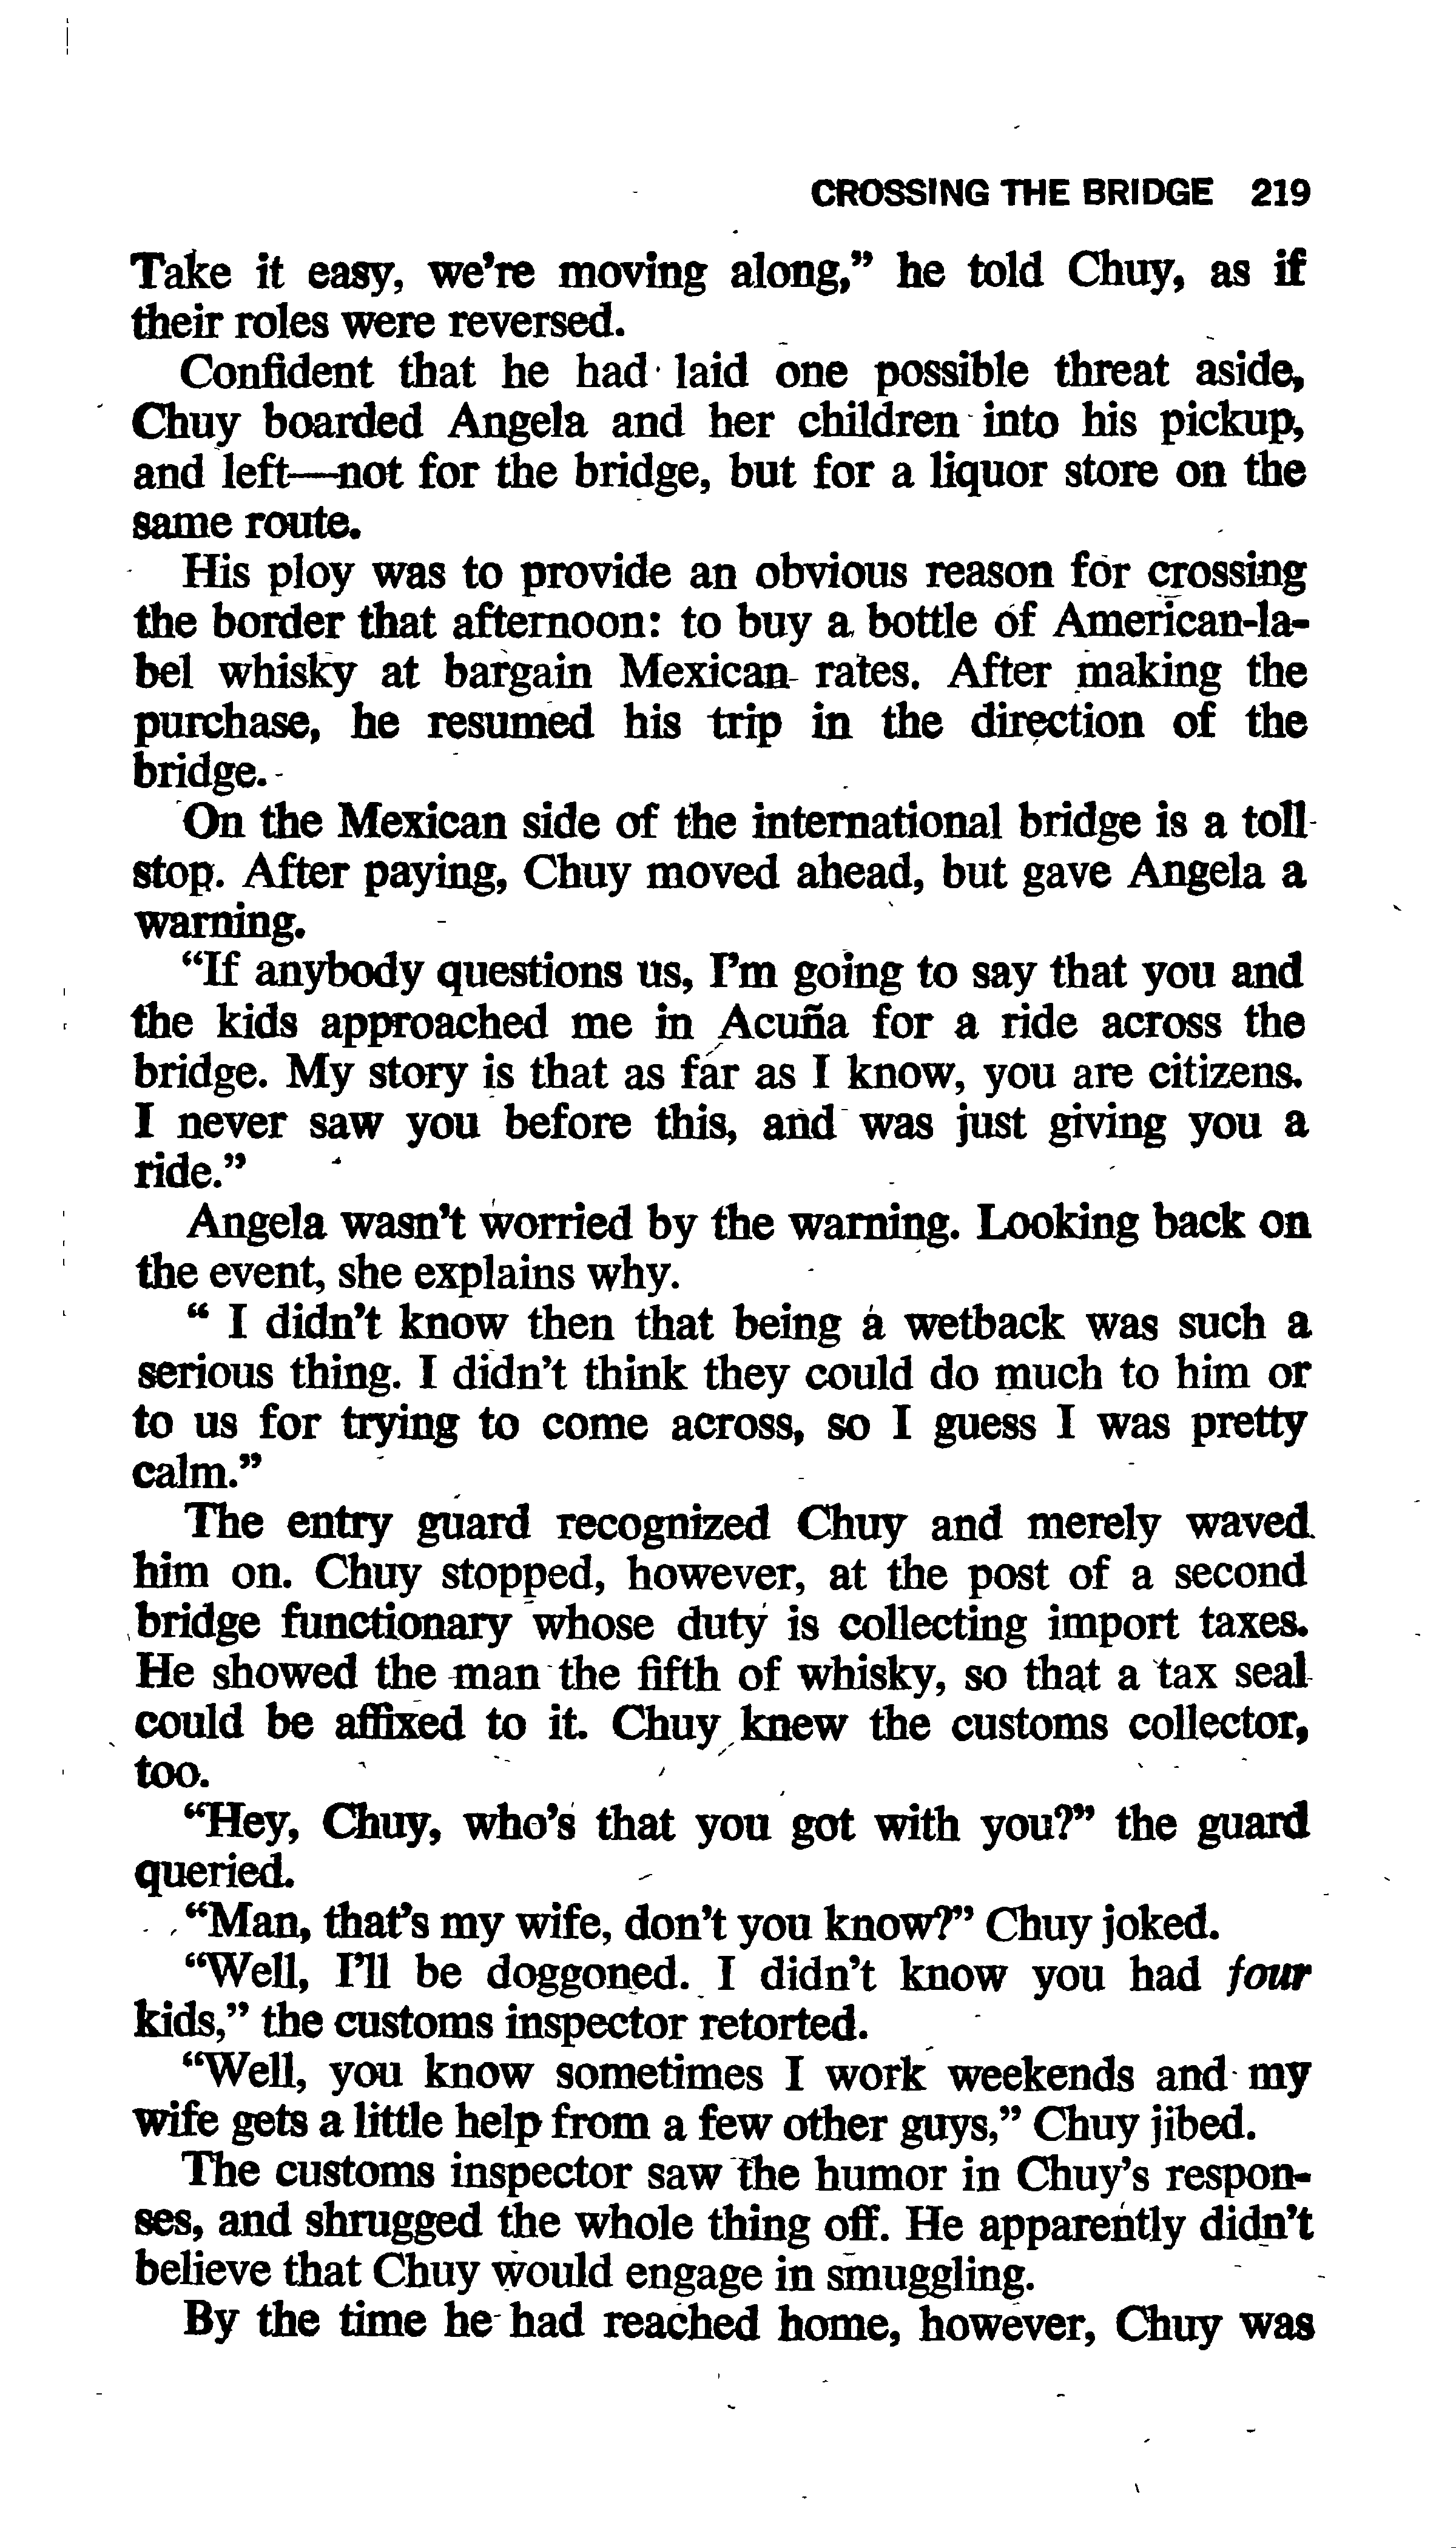 CROSSING THE BRIDGE 219
Take it easy, we're moving along,” he told Chuy, as if
their roles were reversed.
Confident that he had laid one possible threat aside,
Chuy boarded Angela and her children into his pickup,
and left—not for the bridge, but for a liquor store on the
same route.
His ploy was to provide an obvious reason for crossing
the border that afternoon: to buy a bottle of American-la-
bel whisky at bargain Mexican rates. After making the
purchase, he resumed his trip in the direction of the
bridge.
On the Mexican side of the international bridge is a toll
stop. After paying, Chuy moved ahead, but gave Angela a
warning.
“If anybody questions us, I'm going to say that you and
the kids approached me in Acuña for a ride across the
bridge. My story is that as far as I know, you are citizens.
I never saw you before this, and was just giving you a
ride.”
Angela wasn't worried by the warning. Looking back on
the event, she explains why.
“ I didn't know then that being a wetback was such a
serious thing. I didn't think they could do much to him or
to us for trying to come across, so I guess I was pretty
calm.”
The entry guard recognized Chuy and merely waved
him on. Chuy stopped, however, at the post of a second
bridge functionary whose duty is collecting import taxes.
He showed the man the fifth of whisky, so that a tax seal
could be affixed to it. Chuy knew the customs collector,
too.
“Hey, Chuy, who's that you got with you?” the guard
queried.
“Man, that's my wife, don't you know?” Chuy joked.
“Well, I'll be doggoned. I didn't know you had four
kids,” the customs inspector retorted.
“Well, you know sometimes I work weekends and my
wife gets a little help from a few other guys,” Chuy jibed.
The customs inspector saw the humor in Chuy's respon-
ses, and shrugged the whole thing off. He apparently didn't
believe that Chuy would engage in smuggling.
By the time he had reached home, however, Chuy was